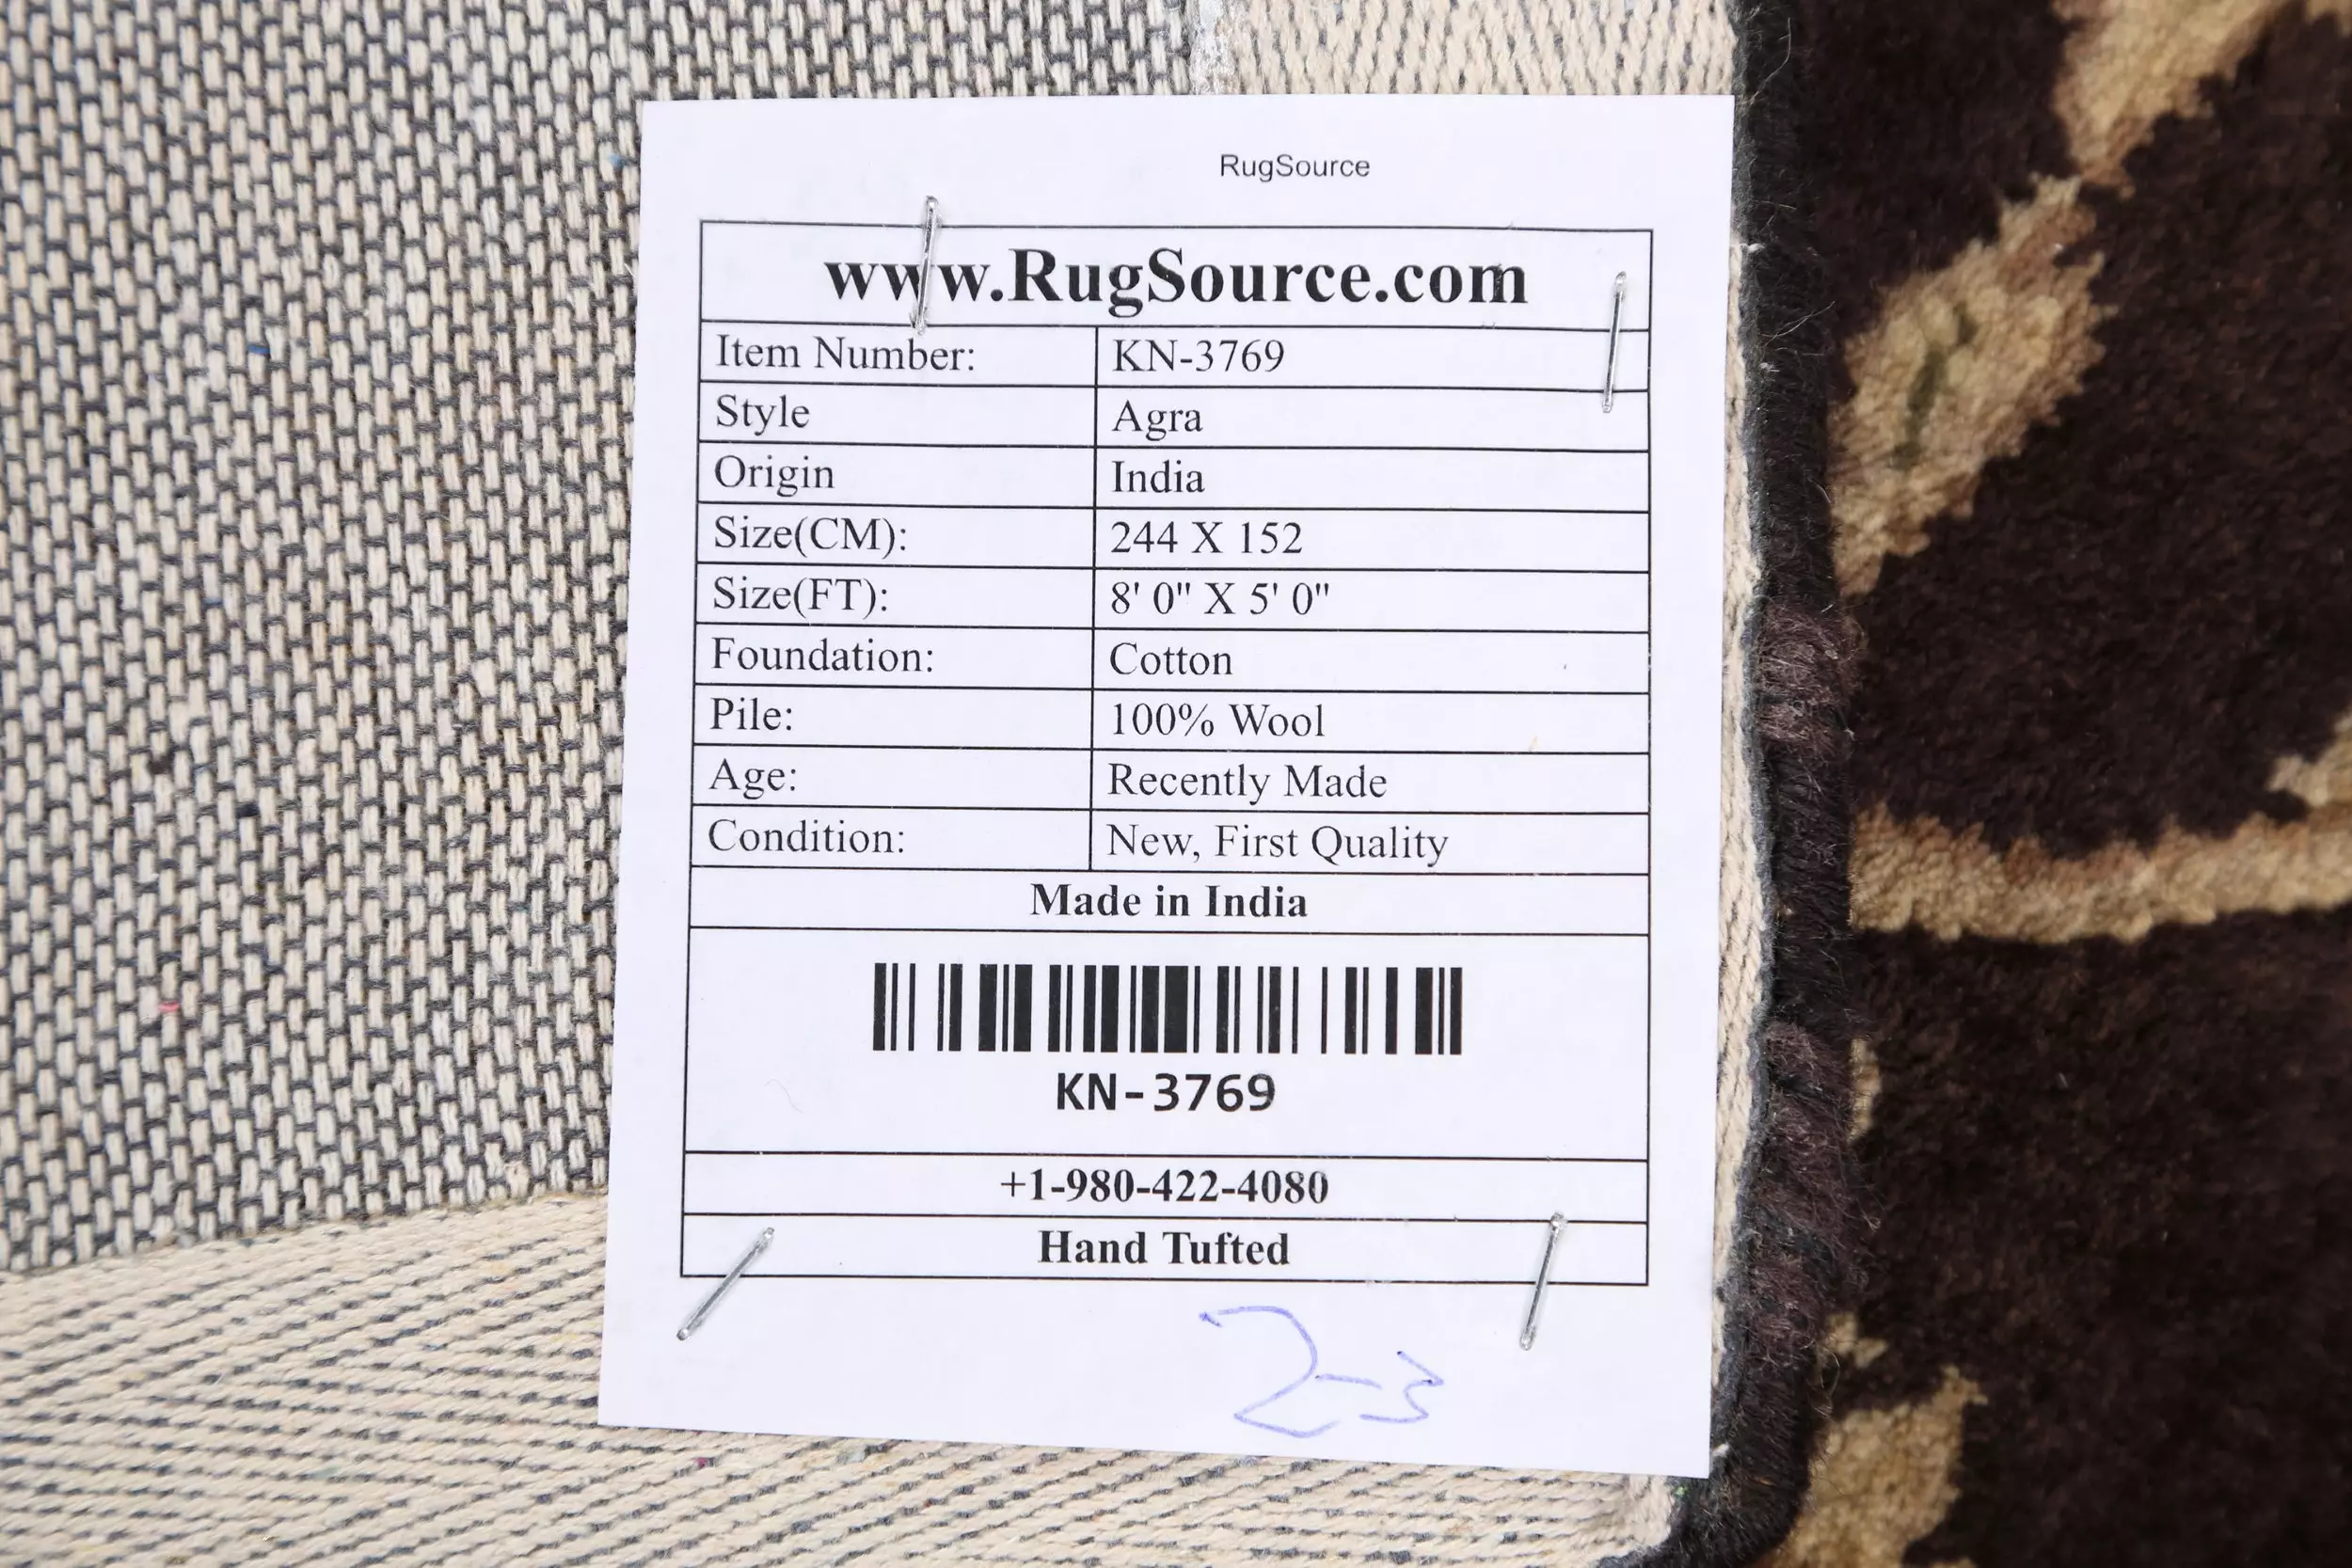 RugSource
www.RugSource.com
Item Number: KN-3769
Style Agra
Origin India
Size(CM): 244 X 152
Size(FT): 8' 0" X 5' 0"
Foundation: Cotton
Pile: 100% Wool
Age: Recently Made
Condition: New, First Quality
Made in India
KN-3769
+1-980-422-4080
Hand Tufted
2-3